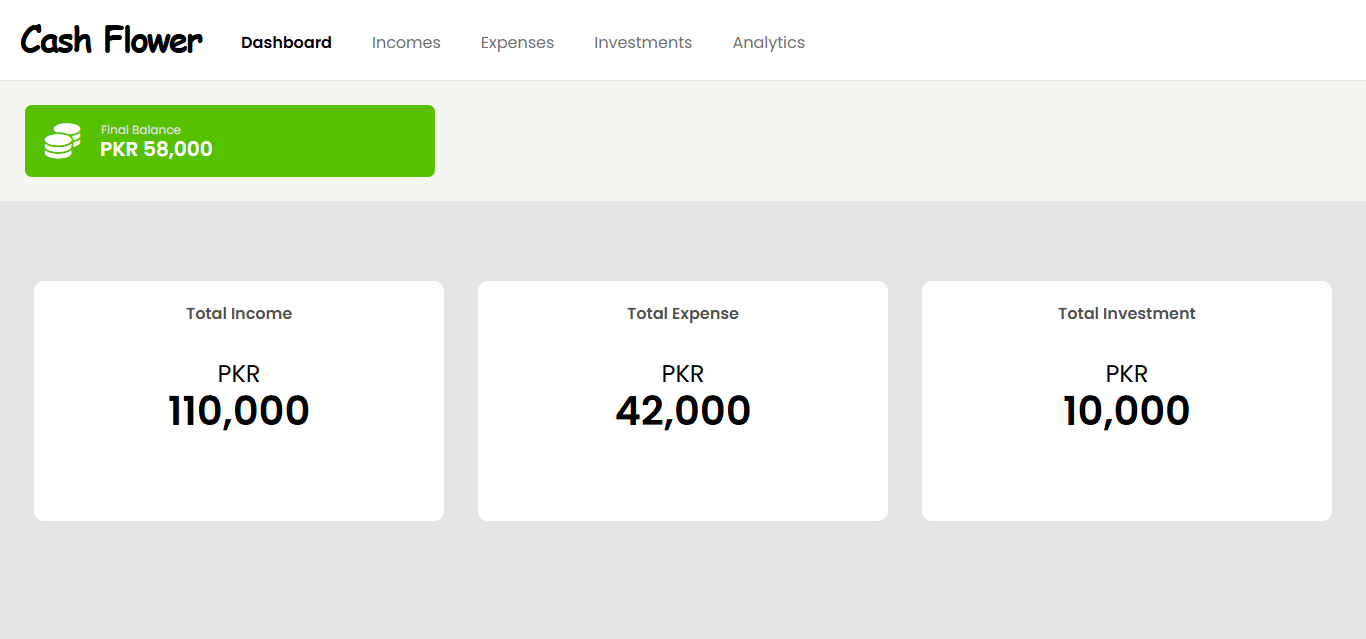 Cash Flower Dashboard Incomes Expenses Investments Analytics
Final Balance
PKR 58,000
Total Income
PKR
110,000
Total Expense
PKR
42,000
Total Investment
PKR
10,000